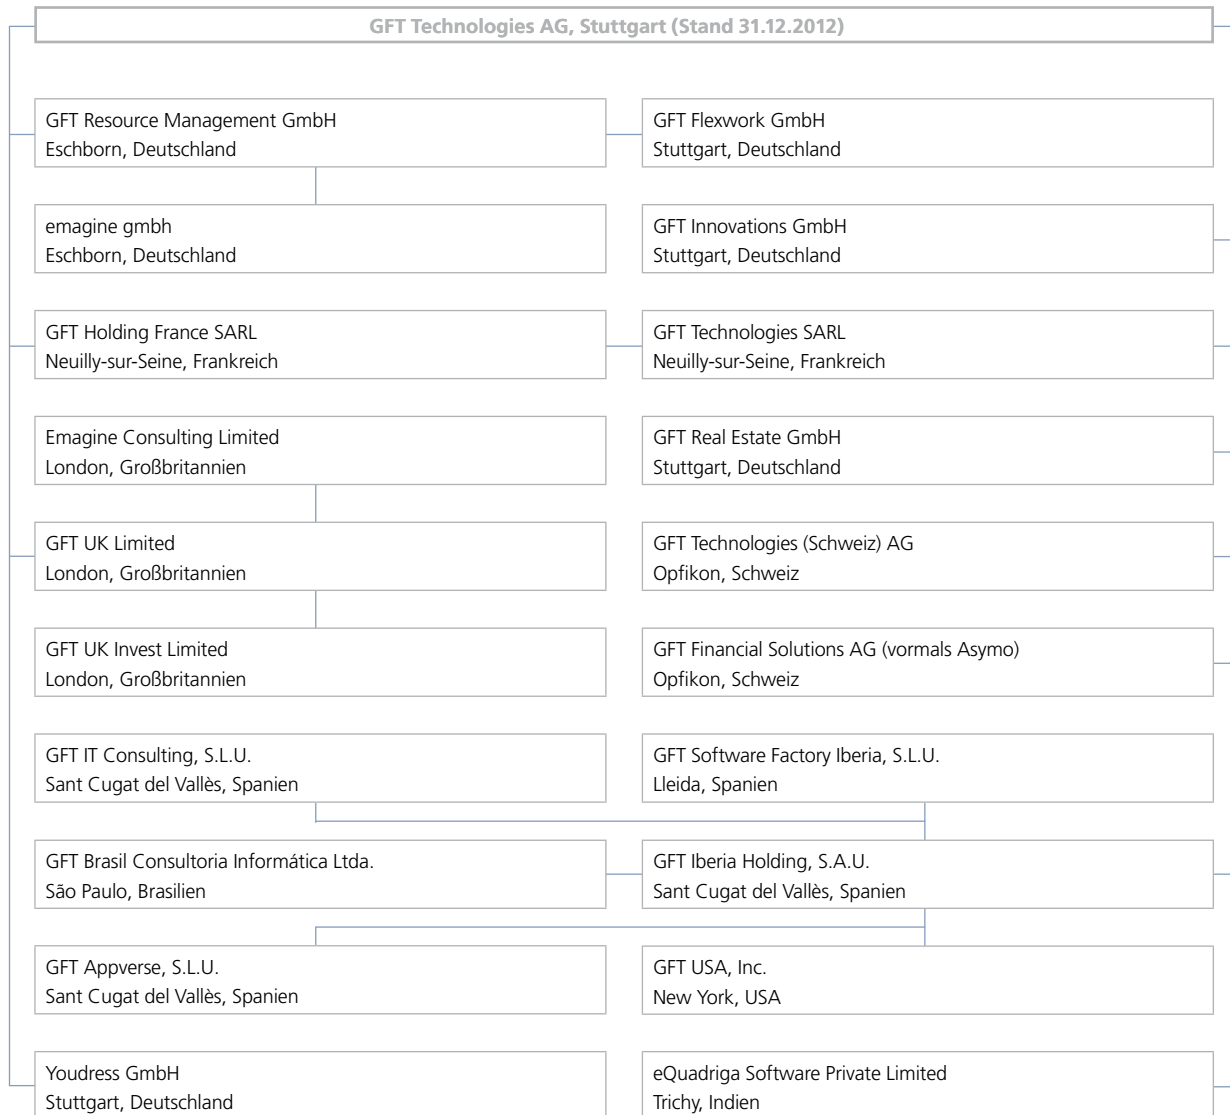 GFT Technologies AG, Stuttgart (Stand 31.12.2012)
GFT Resource Management GmbH
Eschborn, Deutschland
GFT Flexwork GmbH
Stuttgart, Deutschland
emagine gmbh
Eschborn, Deutschland
GFT Innovations GmbH
Stuttgart, Deutschland
GFT Holding France SARL
Neuilly-sur-Seine, Frankreich
GFT Technologies SARL
Neuilly-sur-Seine, Frankreich
Emagine Consulting Limited
London, Großbritannien
GFT Real Estate GmbH
Stuttgart, Deutschland
GFT UK Limited
London, Großbritannien
GFT Technologies (Schweiz) AG
Opfikon, Schweiz
GFT UK Invest Limited
London, Großbritannien
GFT Financial Solutions AG (vormals Asymo)
Opfikon, Schweiz
GFT IT Consulting, S.L.U.
Sant Cugat del Vallès, Spanien
GFT Software Factory Iberia, S.L.U.
Lleida, Spanien
GFT Brasil Consultoria Informática Ltda.
São Paulo, Brasilien
GFT Iberia Holding, S.A.U.
Sant Cugat del Vallès, Spanien
GFT Appverse, S.L.U.
Sant Cugat del Vallès, Spanien
GFT USA, Inc.
New York, USA
Youdress GmbH
Stuttgart, Deutschland
eQuadriga Software Private Limited
Trichy, Indien